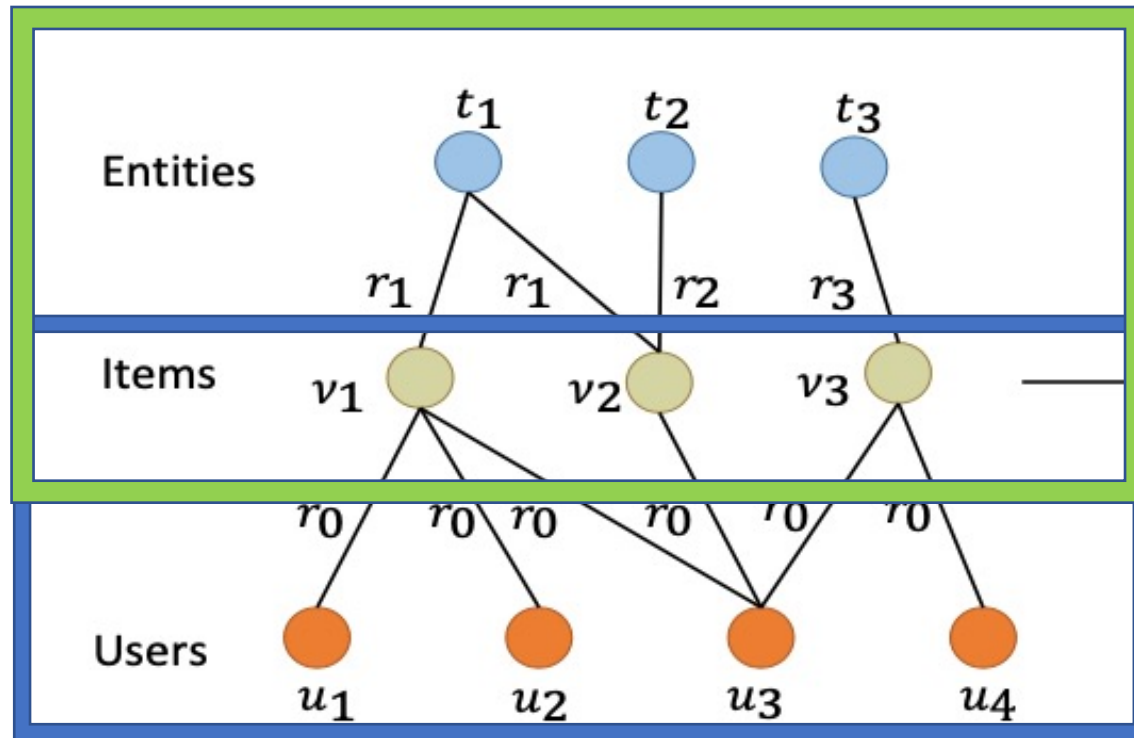 t1 t2 t3
Entities
r1 r1 r2 r3
Items
v1 v2 v3
r0 r0 r0 r0 r0 r0
Users
u1 u2 u3 u4